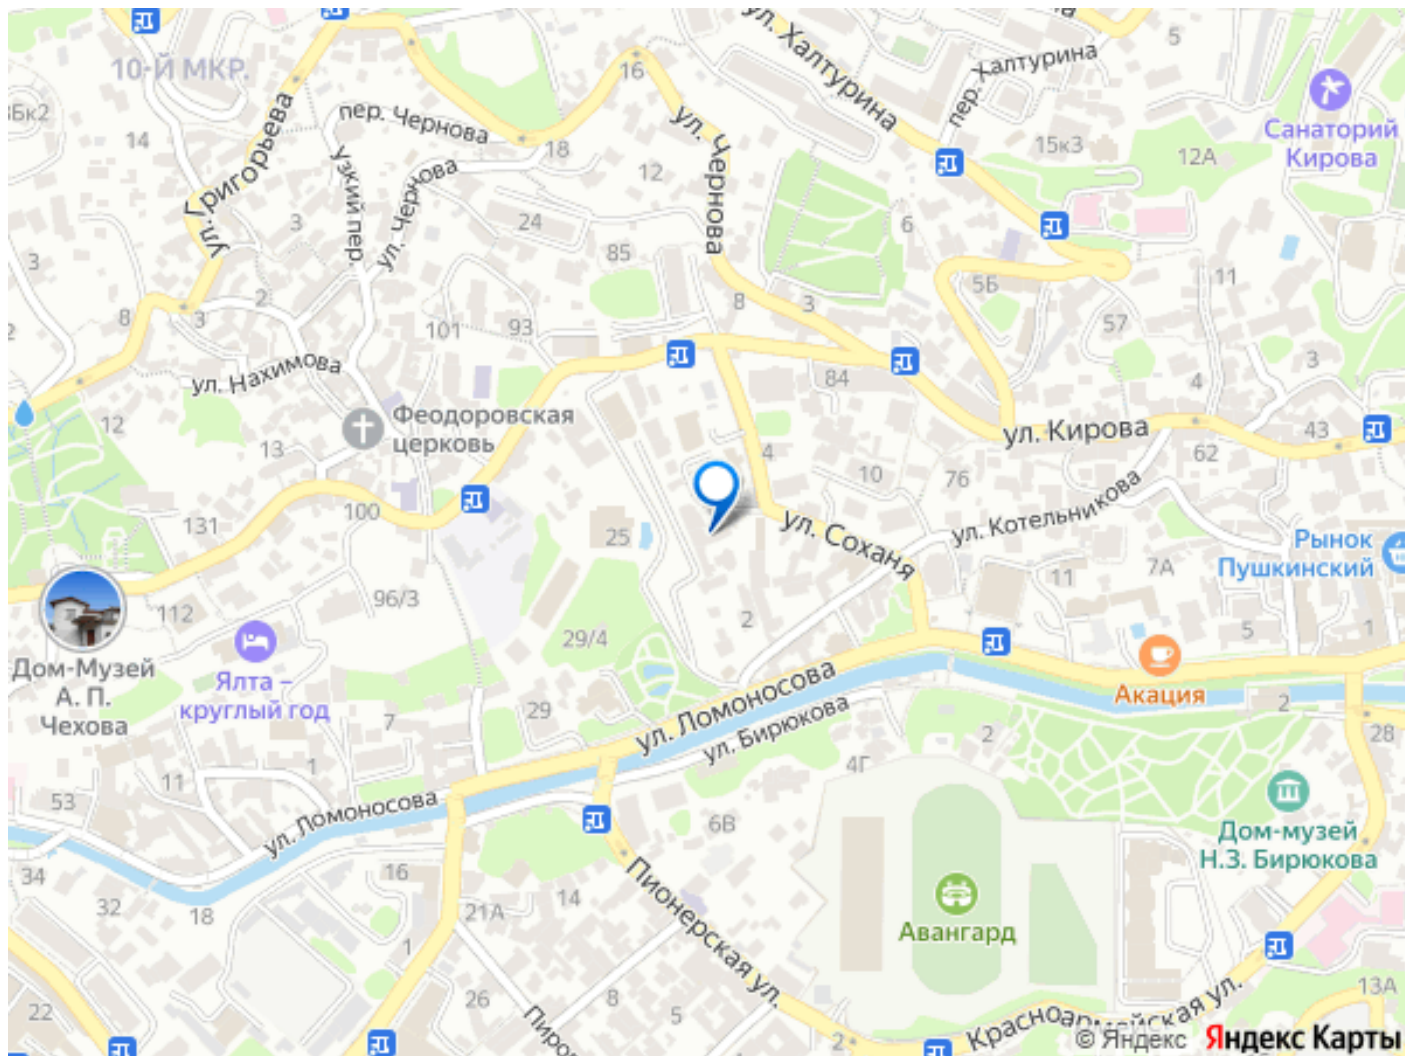 10-Й МКР.
ул. Халтурина
пер. Халтурина
5
16
3Бк2
14
пер. Чернова
ул. Чернова
18
15к3
12А
Санаторий
Кирова
ул. Григорьева
узкий пер.
ул. Чернова
12
3
24
6
85
3
5Б
11
2
8
3
8
3
101
93
57
3
ул. Нахимова
84
4
Феодоровская
церковь
12
13
4
10
76
ул. Кирова
43
62
131
100
ул. Соханя
ул. Котельникова
25
Рынок
Пушкинский
11
7А
112
96/3
29/4
2
5
1
Дом-Музей
А. П.
Чехова
Ялта –
круглый год
Акация
7
29
ул. Ломоносова
ул. Бирюкова
2
2
28
11
1
4Г
53
ул. Ломоносова
6В
Дом-музей
Н.З. Бирюкова
34
16
32
18
21А
14
Пионерская ул.
Авангард
1
26
8
5
22
Пиро
2
Красноармейская ул.
13А
© Яндекс Яндекс Карты